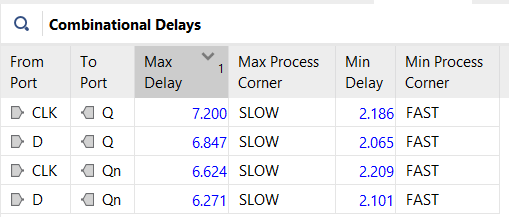 Combinational Delays
From Port To Port Max Delay 1 Max Process Corner Min Delay Min Process Corner
CLK Q 7.200 SLOW 2.186 FAST
D Q 6.847 SLOW 2.065 FAST
CLK Qn 6.624 SLOW 2.209 FAST
D Qn 6.271 SLOW 2.101 FAST